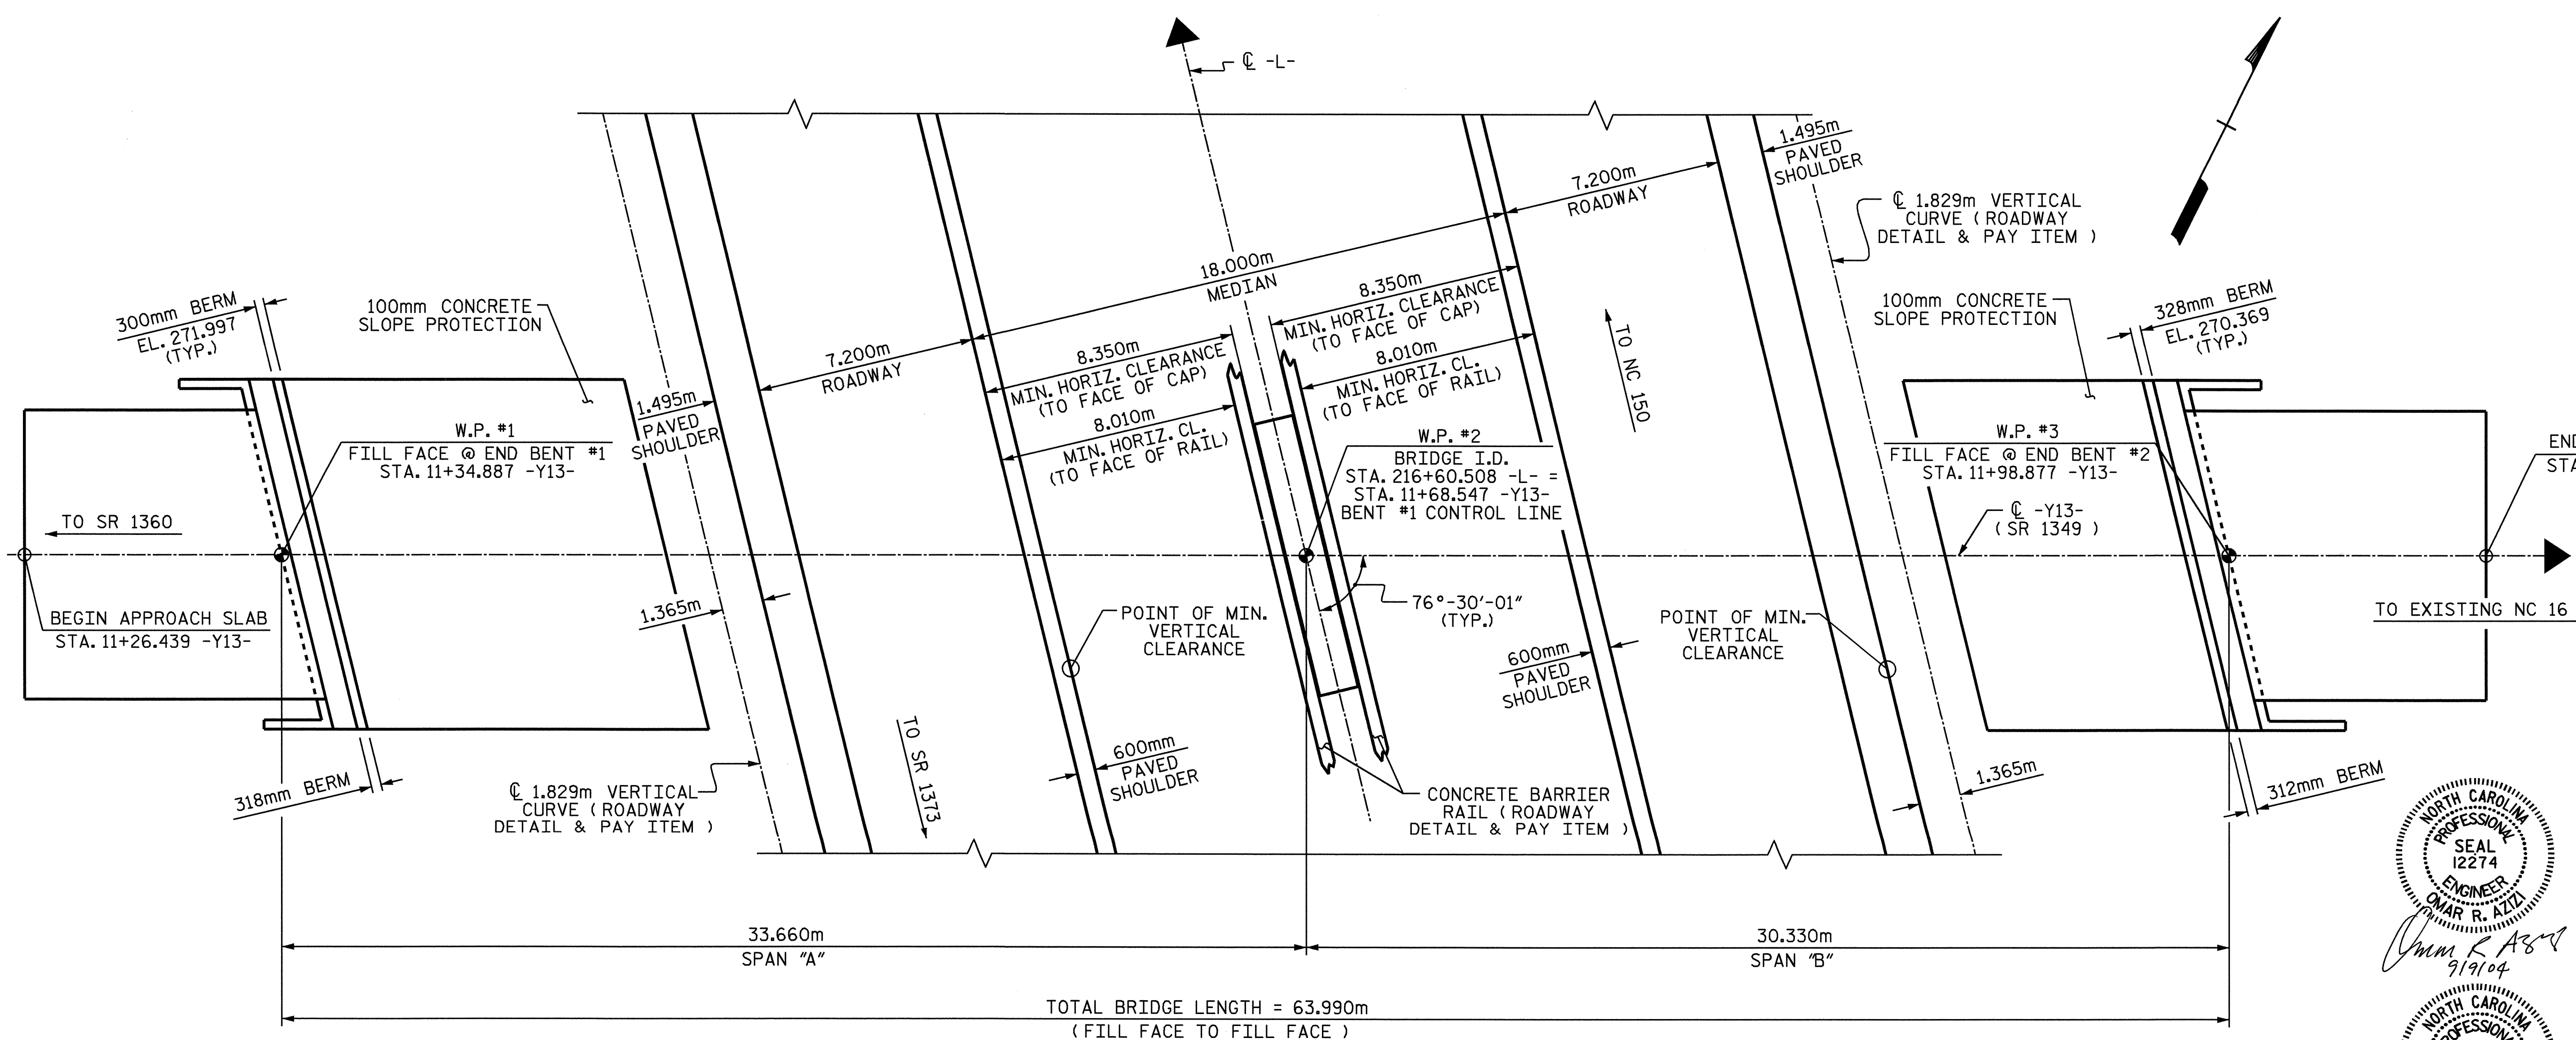 ℄ -L-
1.495m
PAVED
SHOULDER
7.200m
ROADWAY
℄ 1.829m VERTICAL
CURVE ( ROADWAY
DETAIL & PAY ITEM )
18.000m
MEDIAN
300mm BERM
EL. 271.997
(TYP.)
100mm CONCRETE
SLOPE PROTECTION
8.350m
MIN. HORIZ. CLEARANCE
(TO FACE OF CAP)
100mm CONCRETE
SLOPE PROTECTION
328mm BERM
EL. 270.369
(TYP.)
7.200m
ROADWAY
8.350m
MIN. HORIZ. CLEARANCE
(TO FACE OF CAP)
8.010m
MIN. HORIZ. CL.
(TO FACE OF RAIL)
TO NC 150
1.495m
PAVED
SHOULDER
8.010m
MIN. HORIZ. CL.
(TO FACE OF RAIL)
W.P. #1
FILL FACE @ END BENT #1
STA. 11+34.887 -Y13-
W.P. #2
BRIDGE I.D.
STA. 216+60.508 -L- =
STA. 11+68.547 -Y13-
BENT #1 CONTROL LINE
W.P. #3
FILL FACE @ END BENT #2
STA. 11+98.877 -Y13-
℄ -Y13-
( SR 1349 )
TO SR 1360
BEGIN APPROACH SLAB
STA. 11+26.439 -Y13-
1.365m
POINT OF MIN.
VERTICAL
CLEARANCE
76°-30'-01"
(TYP.)
POINT OF MIN.
VERTICAL
CLEARANCE
TO EXISTING NC 16
600mm
PAVED
SHOULDER
TO SR 1373
600mm
PAVED
SHOULDER
318mm BERM
℄ 1.829m VERTICAL
CURVE ( ROADWAY
DETAIL & PAY ITEM )
CONCRETE BARRIER
RAIL ( ROADWAY
DETAIL & PAY ITEM )
1.365m
312mm BERM
NORTH CAROLINA
PROFESSIONAL
SEAL
12274
ENGINEER
OMAR R. AZIZI
9/9/04
33.660m
SPAN "A"
30.330m
SPAN "B"
TOTAL BRIDGE LENGTH = 63.990m
( FILL FACE TO FILL FACE )
NORTH CAROLINA